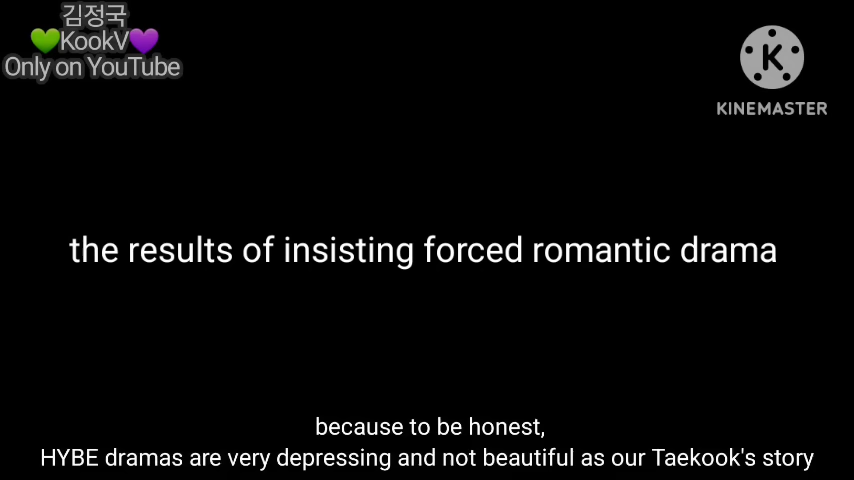 김정국
💚KookV💜
Only on YouTube
K
KINEMASTER
the results of insisting forced romantic drama
because to be honest,
HYBE dramas are very depressing and not beautiful as our Taekook's story